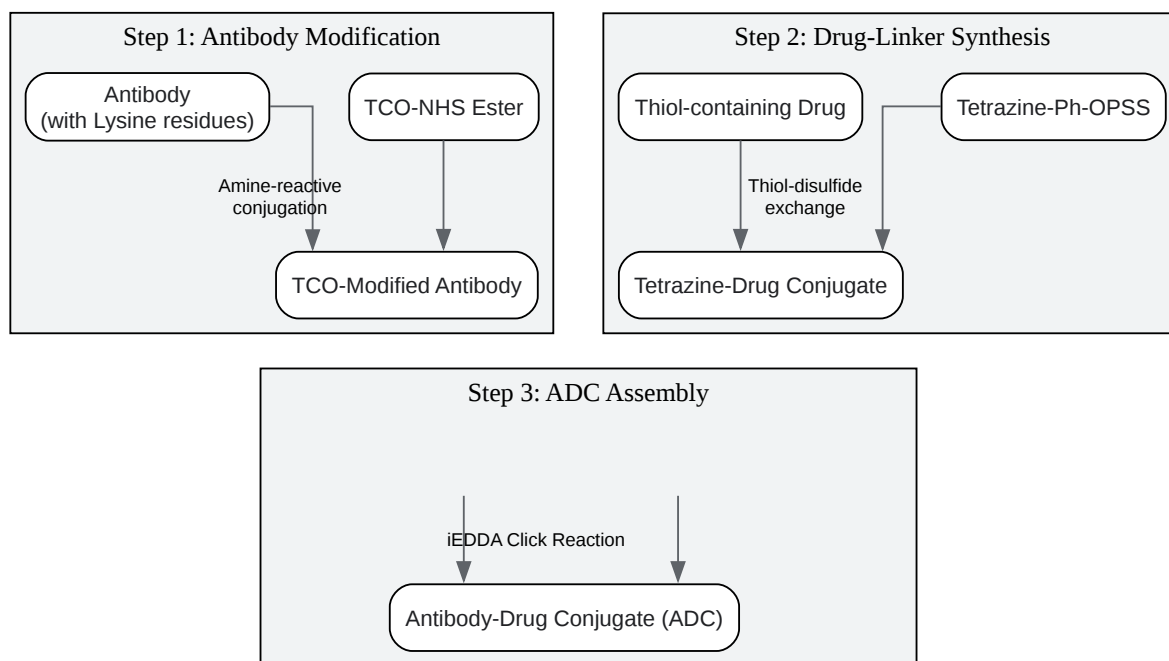 Step 1: Antibody Modification
Antibody
(with Lysine residues)
TCO-NHS Ester
Amine-reactive
conjugation
TCO-Modified Antibody
Step 2: Drug-Linker Synthesis
Thiol-containing Drug
Tetrazine-Ph-OPSS
Thiol-disulfide
exchange
Tetrazine-Drug Conjugate
Step 3: ADC Assembly
iEDDA Click Reaction
Antibody-Drug Conjugate (ADC)